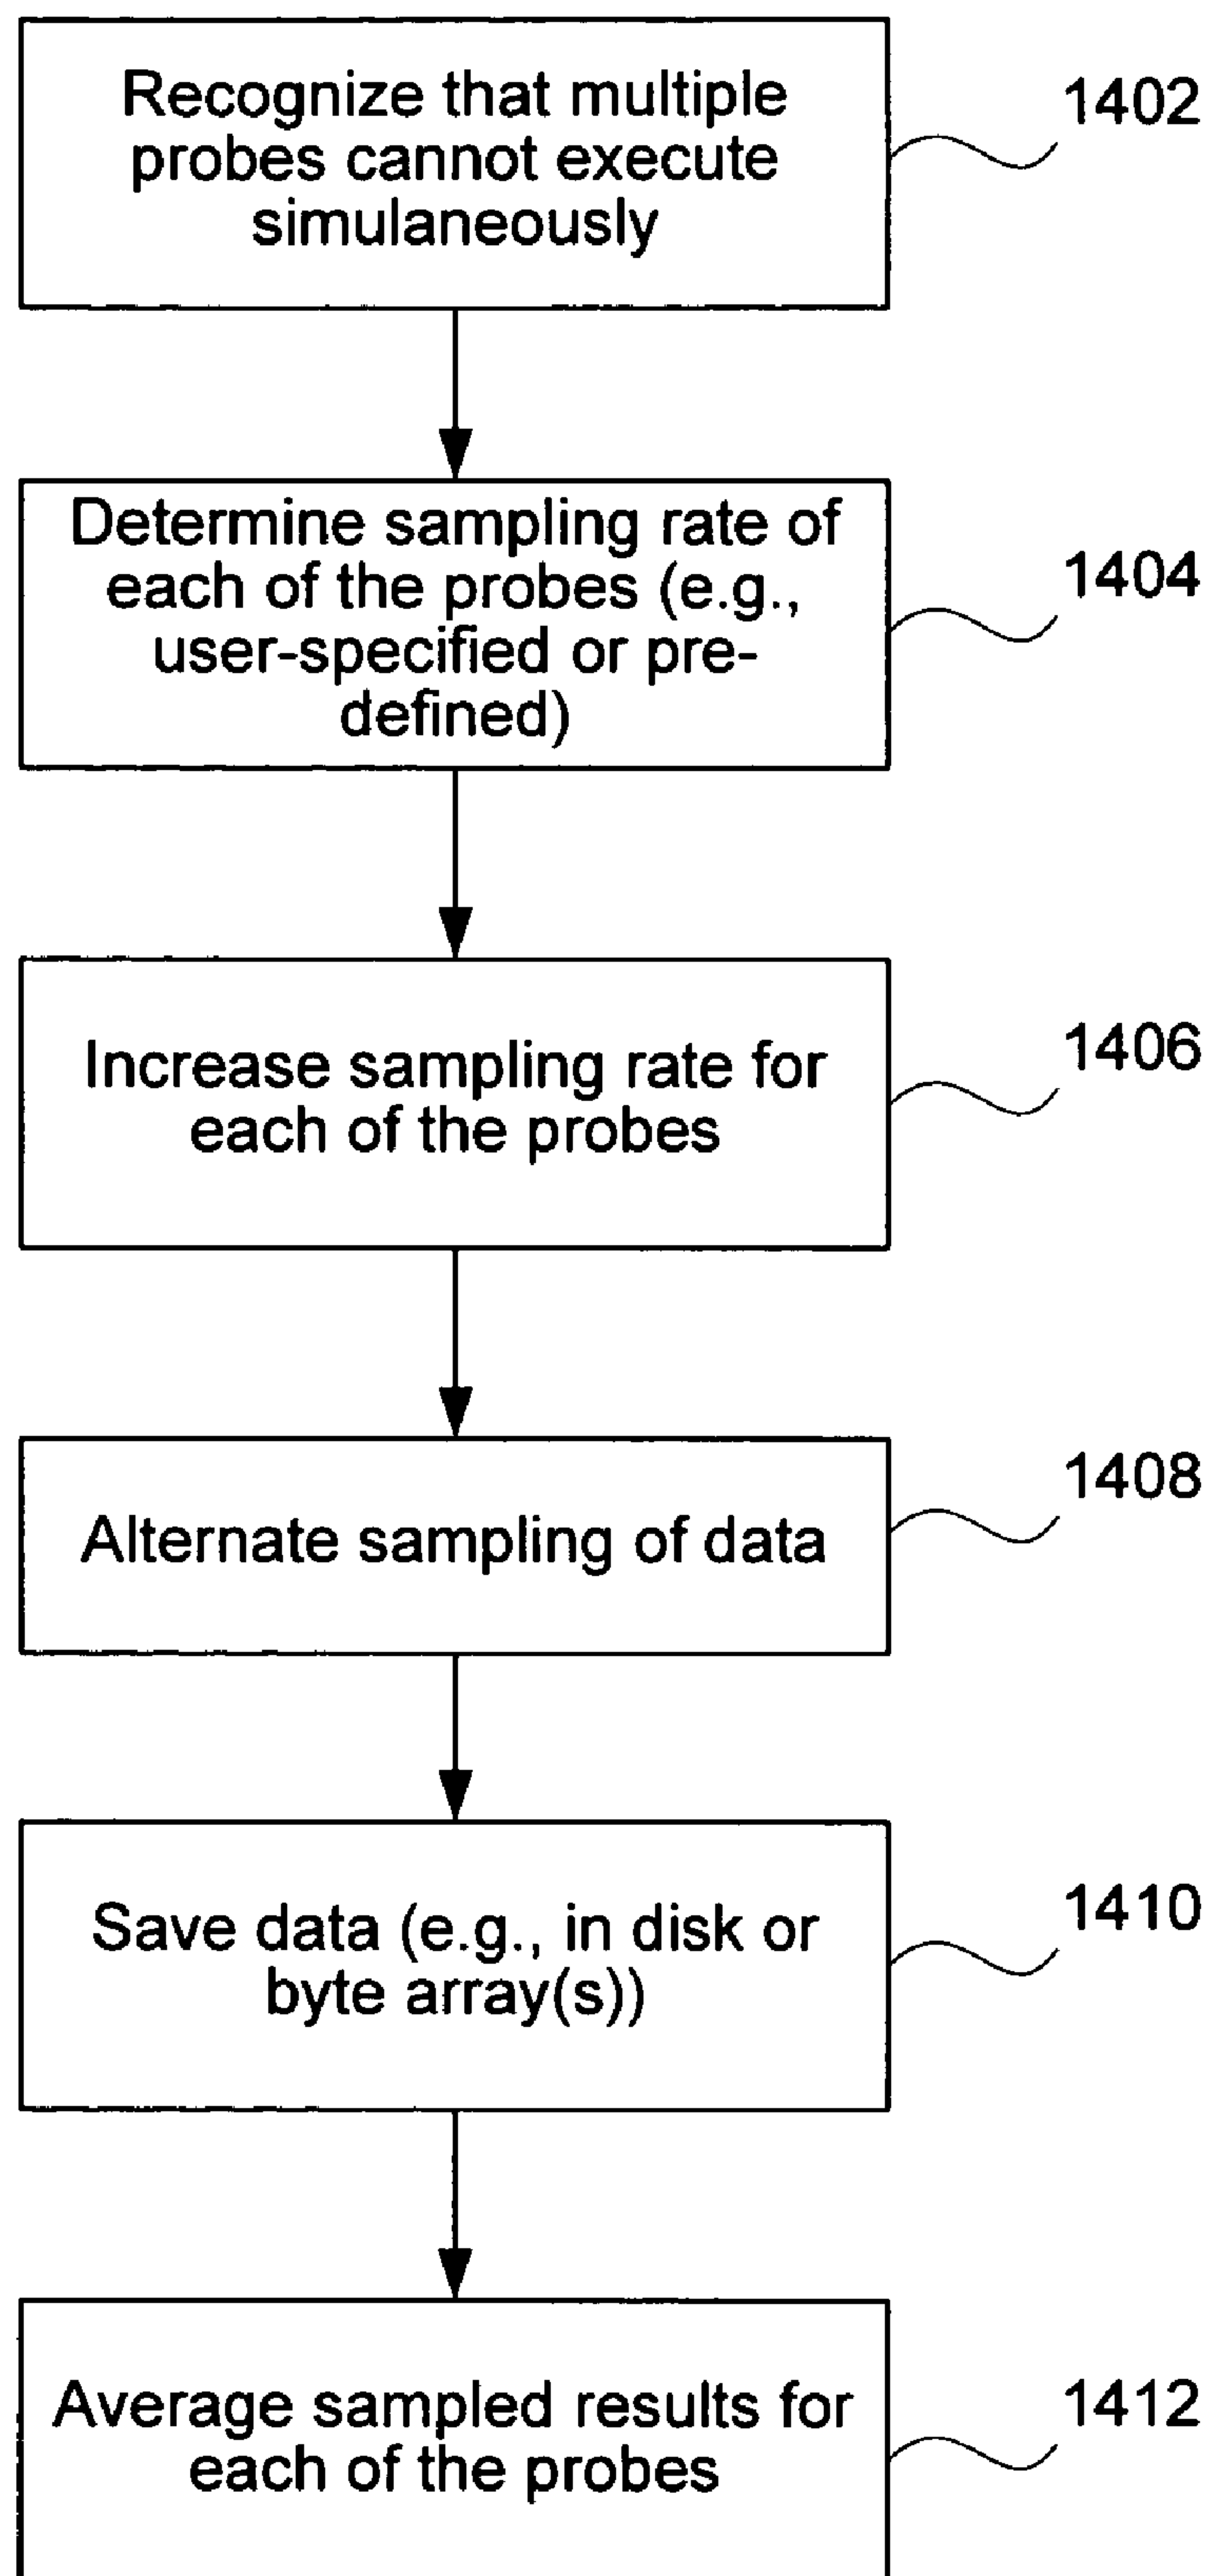 Recognize that multiple
probes cannot execute
simulaneously
1402
Determine sampling rate of
each of the probes (e.g.,
user-specified or pre-
defined)
1404
Increase sampling rate for
each of the probes
1406
Alternate sampling of data
1408
Save data (e.g., in disk or
byte array(s))
1410
Average sampled results for
each of the probes
1412